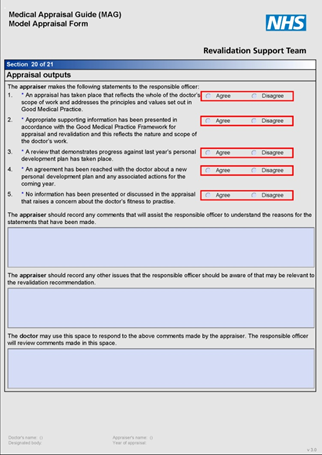 Medical Appraisal Guide (MAG)
Model Appraisal Form
NHS
Revalidation Support Team
Section 20 of 21
Appraisal outputs
The appraiser makes the following statements to the responsible officer:
1. * An appraisal has taken place that reflects the whole of the doctor's Agree Disagree
scope of work and addresses the principles and values set out in
Good Medical Practice.
2. * Appropriate supporting information has been presented in Agree Disagree
accordance with the Good Medical Practice Framework for
appraisal and revalidation and this reflects the nature and scope of
the doctor's work.
3. * A review that demonstrates progress against last year's personal Agree Disagree
development plan has taken place.
4. * An agreement has been reached with the doctor about a new Agree Disagree
personal development plan and any associated actions for the
coming year.
5. * No information has been presented or discussed in the appraisal Agree Disagree
that raises a concern about the doctor's fitness to practise.
The appraiser should record any comments that will assist the responsible officer to understand the reasons for the
statements that have been made.
The appraiser should record any other issues that the responsible officer should be aware of that may be relevant to
the revalidation recommendation.
The doctor may use this space to respond to the above comments made by the appraiser. The responsible officer
will review comments made in this space.
Doctor's name: Appraiser's name:
Designated body: Year of appraisal: